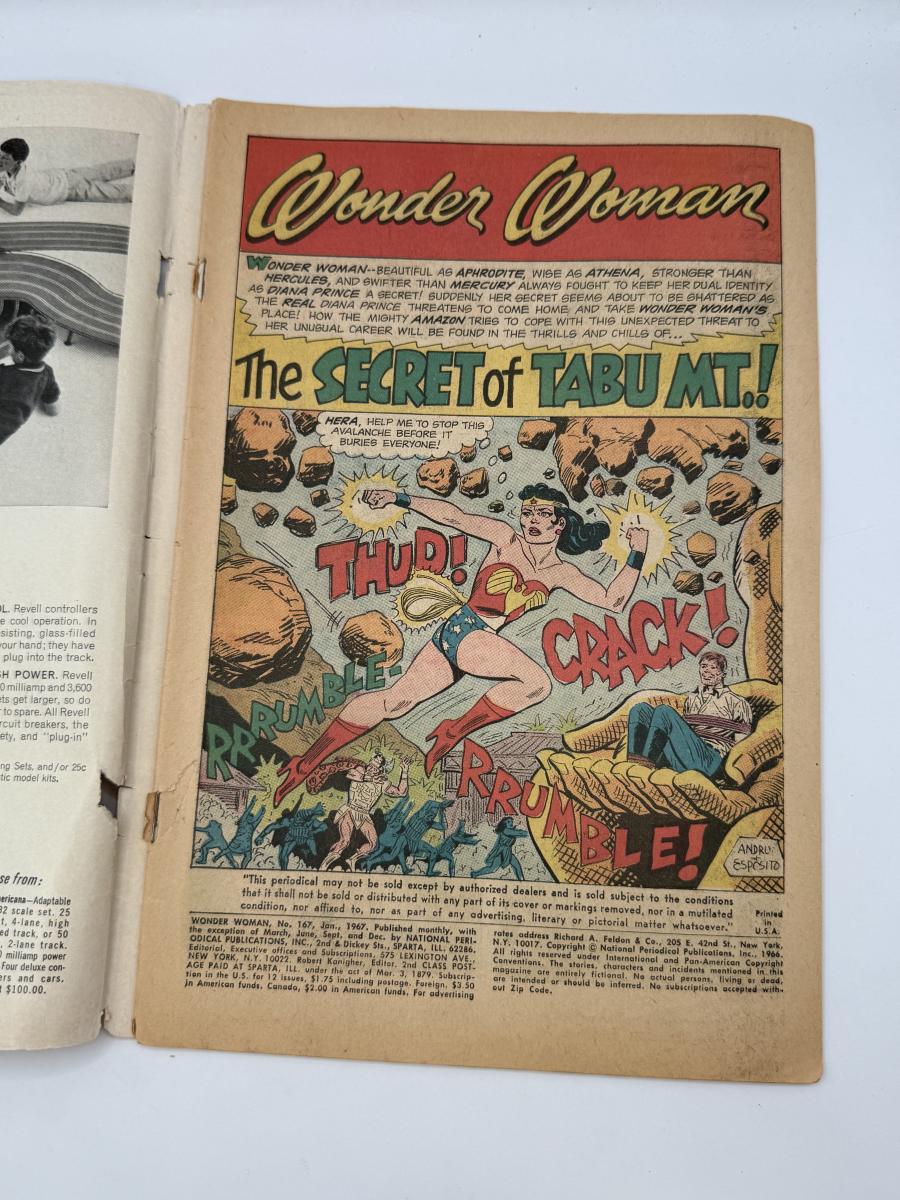 OL. Revell controllers
e cool operation. In
sisting, glass-filled
your hand; they have
plug into the track.
SH POWER. Revell
0 milliamp and 3,600
ets get larger, so do
to spare. All Revell
rcuit breakers, the
ety, and "plug-in"
ng Sets, and/or 25c
tic model kits.
se from:
ericana—Adaptable
32 scale set. 25
t, 4-lane, high
ed track, or 50
, 2-lane track.
0 milliamp power
Four deluxe con-
ers and cars.
t $100.00.
Wonder Woman
WONDER WOMAN--BEAUTIFUL AS APHRODITE, WISE AS ATHENA, STRONGER THAN
HERCULES, AND SWIFTER THAN MERCURY ALWAYS FOUGHT TO KEEP HER DUAL IDENTITY
AS DIANA PRINCE A SECRET! SUDDENLY HER SECRET SEEMS ABOUT TO BE SHATTERED AS
THE REAL DIANA PRINCE THREATENS TO COME HOME AND TAKE WONDER WOMAN'S
PLACE! HOW THE MIGHTY AMAZON TRIES TO COPE WITH THIS UNEXPECTED THREAT TO
HER UNUSUAL CAREER WILL BE FOUND IN THE THRILLS AND CHILLS OF...
The SECRET of TABU MT.!
HERA, HELP ME TO STOP THIS
AVALANCHE BEFORE IT
BURIES EVERYONE!
THUD!
CRACK!
RRRUMBLE-
RRUMBLE!
ANDRU
&
ESPOSITO
"This periodical may not be sold except by authorized dealers and is sold subject to the conditions
that it shall not be sold or distributed with any part of its cover or markings removed, nor in a mutilated
condition, nor affixed to, nor as part of any advertising, literary or pictorial matter whatsoever."
Printed
in
U.S.A.
WONDER WOMAN, No. 167, Jan., 1967. Published monthly, with
the exception of March, June, Sept. and Dec. by NATIONAL PERI-
ODICAL PUBLICATIONS, INC., 2nd & Dickey Sts., SPARTA, ILL. 62286.
Editorial, Executive offices and Subscriptions, 575 LEXINGTON AVE.,
NEW YORK, N.Y. 10022. Robert Kanigher, Editor. 2nd CLASS POST-
AGE PAID AT SPARTA, ILL. under the act of Mar. 3, 1879. Subscrip-
tion in the U.S. for 12 issues, $1.75 including postage. Foreign, $3.50
in American funds. Canada, $2.00 in American funds. For advertising
rates address Richard A. Feldon & Co., 205 E. 42nd St., New York,
N.Y. 10017. Copyright © National Periodical Publications, Inc., 1966.
All rights reserved under International and Pan-American Copyright
Conventions. The stories, characters and incidents mentioned in this
magazine are entirely fictional. No actual persons, living or dead,
are intended or should be inferred. No subscriptions accepted with-
out Zip Code.